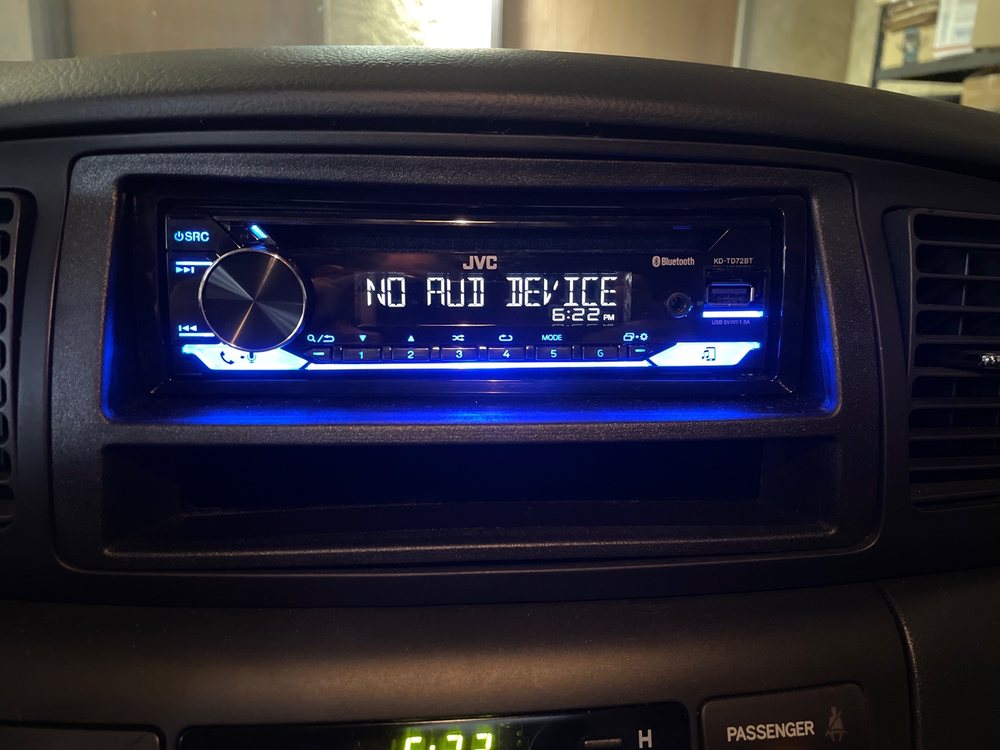 SRC
JVC
Bluetooth
KD-TD72BT
NO AUD DEVICE
6:22 PM
USB 5V 1.5A
MODE
1 2 3 4 5 6
H
PASSENGER